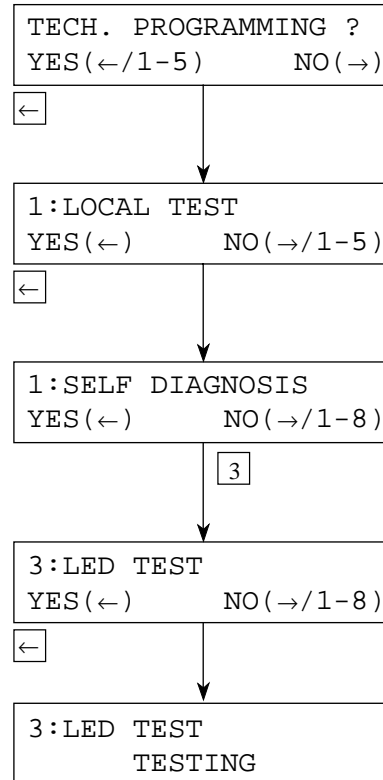 TECH. PROGRAMMING ?
YES(←/1-5) NO(→)
←
1:LOCAL TEST
YES(←) NO(→/1-5)
←
1:SELF DIAGNOSIS
YES(←) NO(→/1-8)
3
3:LED TEST
YES(←) NO(→/1-8)
←
3:LED TEST
TESTING